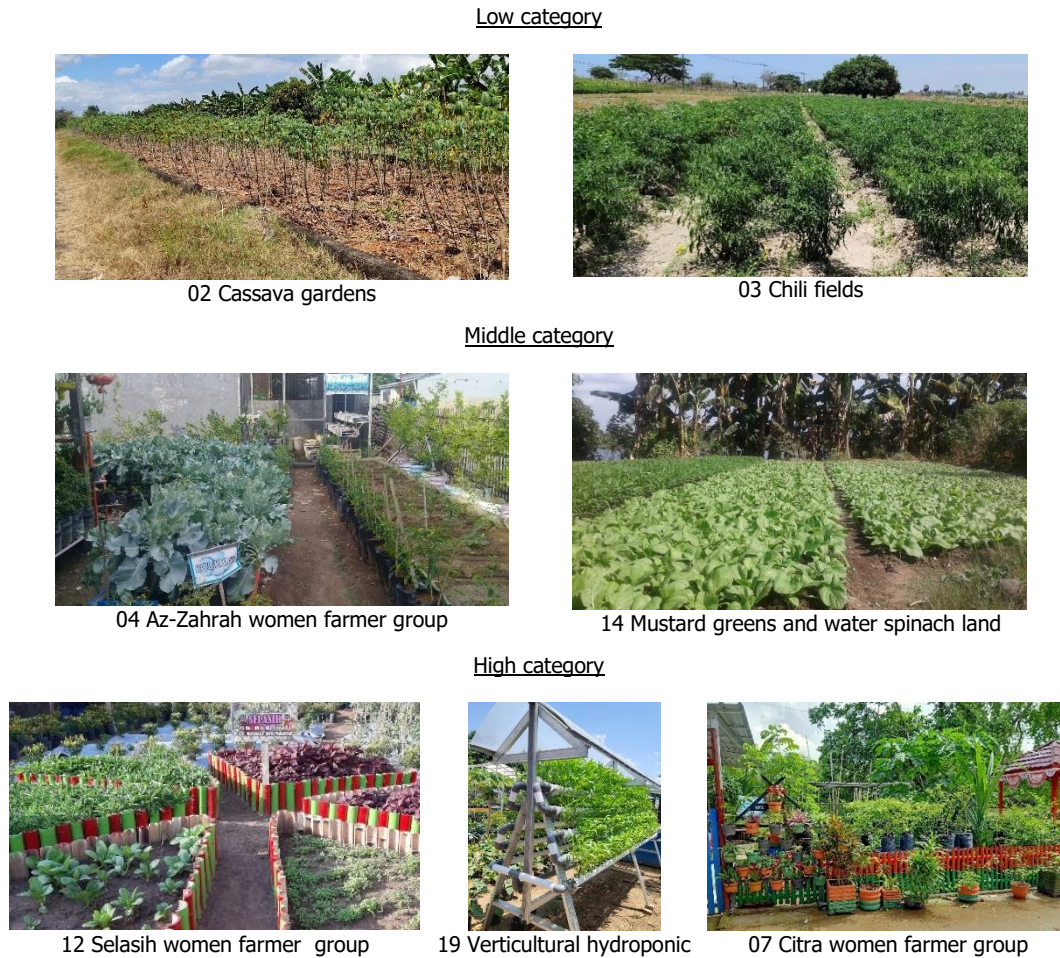 Low category
02 Cassava gardens
03 Chili fields
Middle category
04 Az-Zahrah women farmer group
14 Mustard greens and water spinach land
High category
SELASIH
12 Selasih women farmer group
19 Verticultural hydroponic
07 Citra women farmer group